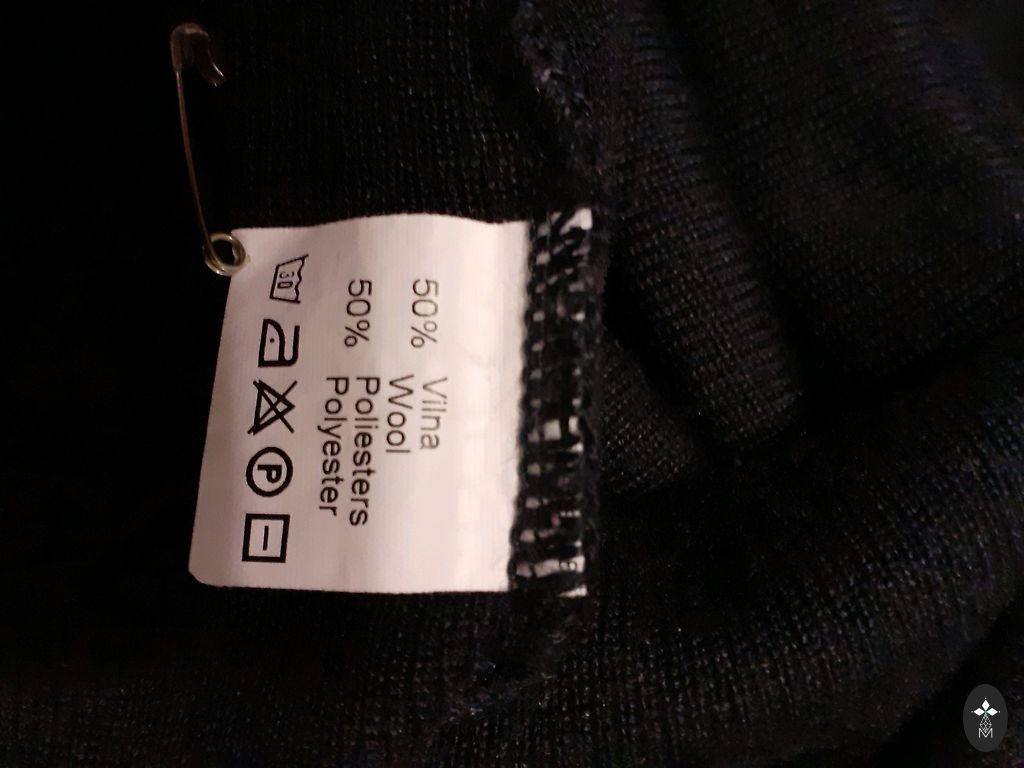 50% Vilna
Wool
50% Poliesters
Polyester
30
P
M